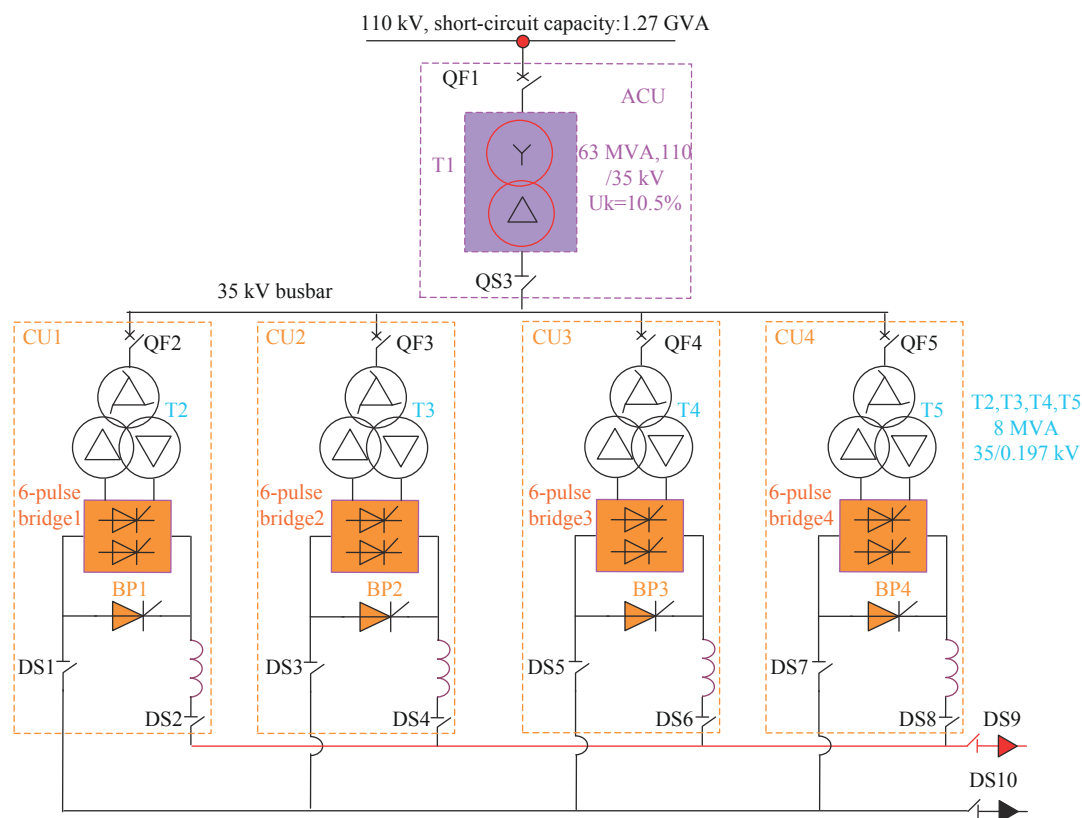 110 kV, short-circuit capacity:1.27 GVA
QF1
ACU
T1
63 MVA,110
/35 kV
Uk=10.5%
QS3
35 kV busbar
CU1
QF2
CU2
QF3
CU3
QF4
CU4
QF5
T2
T3
T4
T5
T2,T3,T4,T5
8 MVA
35/0.197 kV
6-pulse
bridge1
6-pulse
bridge2
6-pulse
bridge3
6-pulse
bridge4
BP1
BP2
BP3
BP4
DS1
DS3
DS5
DS7
DS2
DS4
DS6
DS8
DS9
DS10